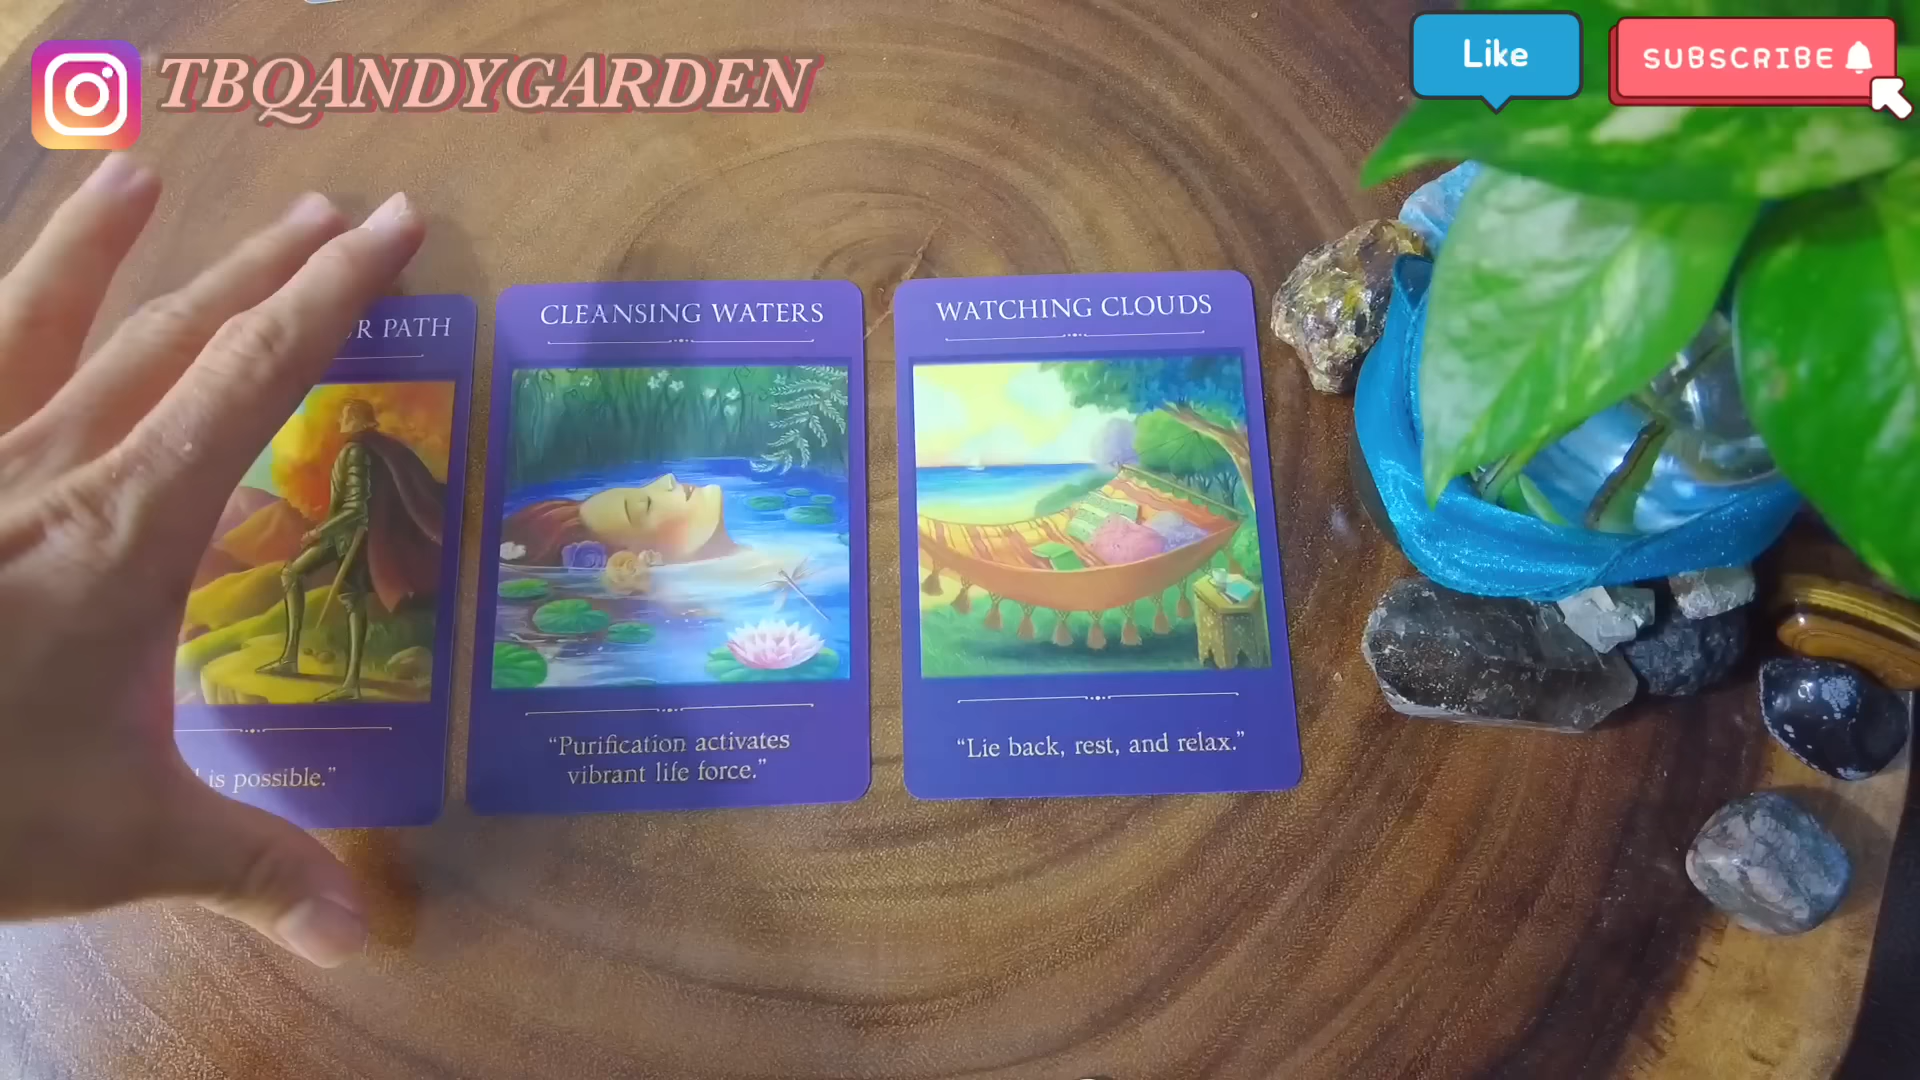 TBQANDYGARDEN
Like
SUBSCRIBE
PATH
is possible.”
CLEANSING WATERS
“Purification activates
vibrant life force.”
WATCHING CLOUDS
“Lie back, rest, and relax.”